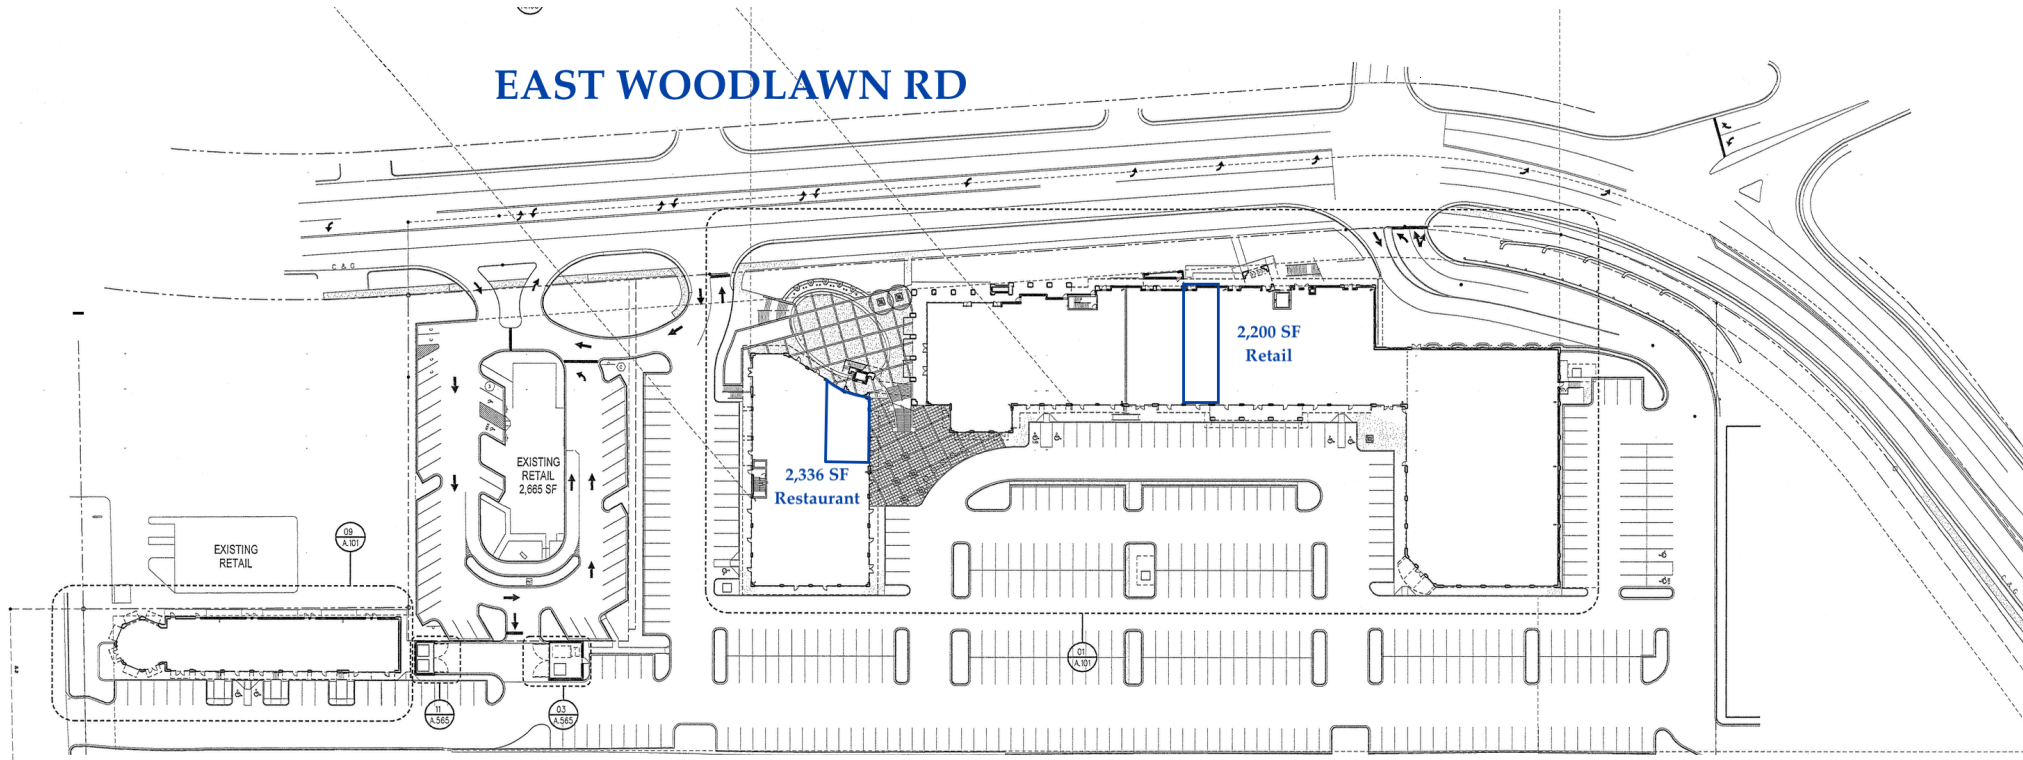 EAST WOODLAWN RD
C & G
2,200 SF
Retail
2,336 SF
Restaurant
EXISTING
RETAIL
2,665 SF
EXISTING
RETAIL
09
A.101
01
A.101
11
A.565
03
A.565
C & G